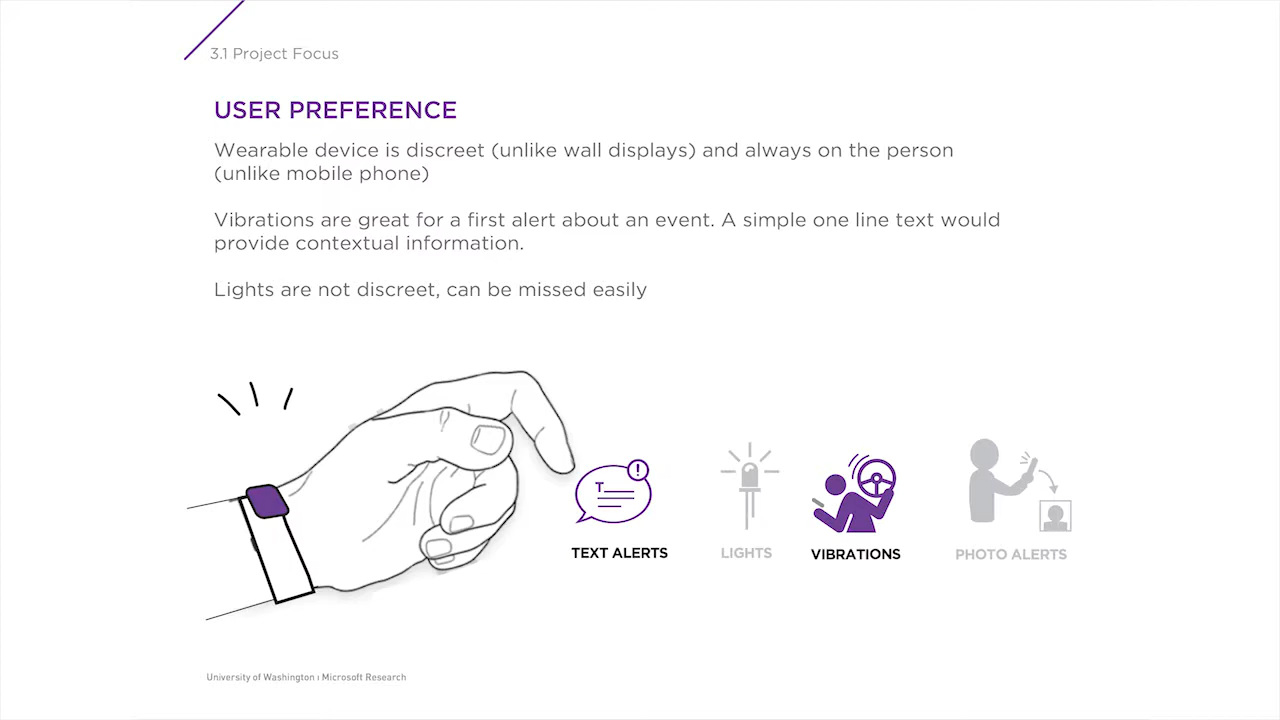 3.1 Project Focus
USER PREFERENCE
Wearable device is discreet (unlike wall displays) and always on the person
(unlike mobile phone)
Vibrations are great for a first alert about an event. A simple one line text would
provide contextual information.
Lights are not discreet, can be missed easily
!
T
TEXT ALERTS
LIGHTS
VIBRATIONS
PHOTO ALERTS
University of Washington ı Microsoft Research